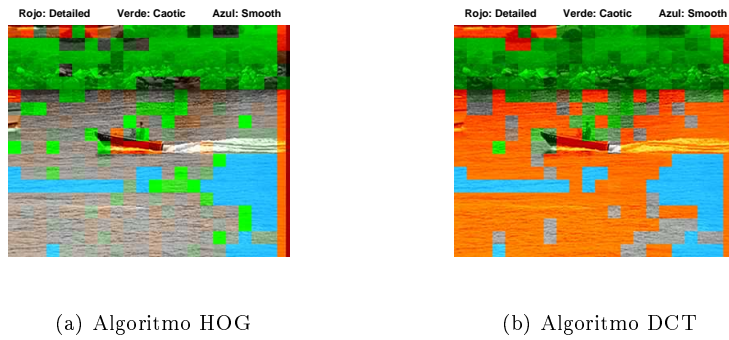 Rojo: Detailed Verde: Caotic Azul: Smooth
Rojo: Detailed Verde: Caotic Azul: Smooth
(a) Algoritmo HOG
(b) Algoritmo DCT